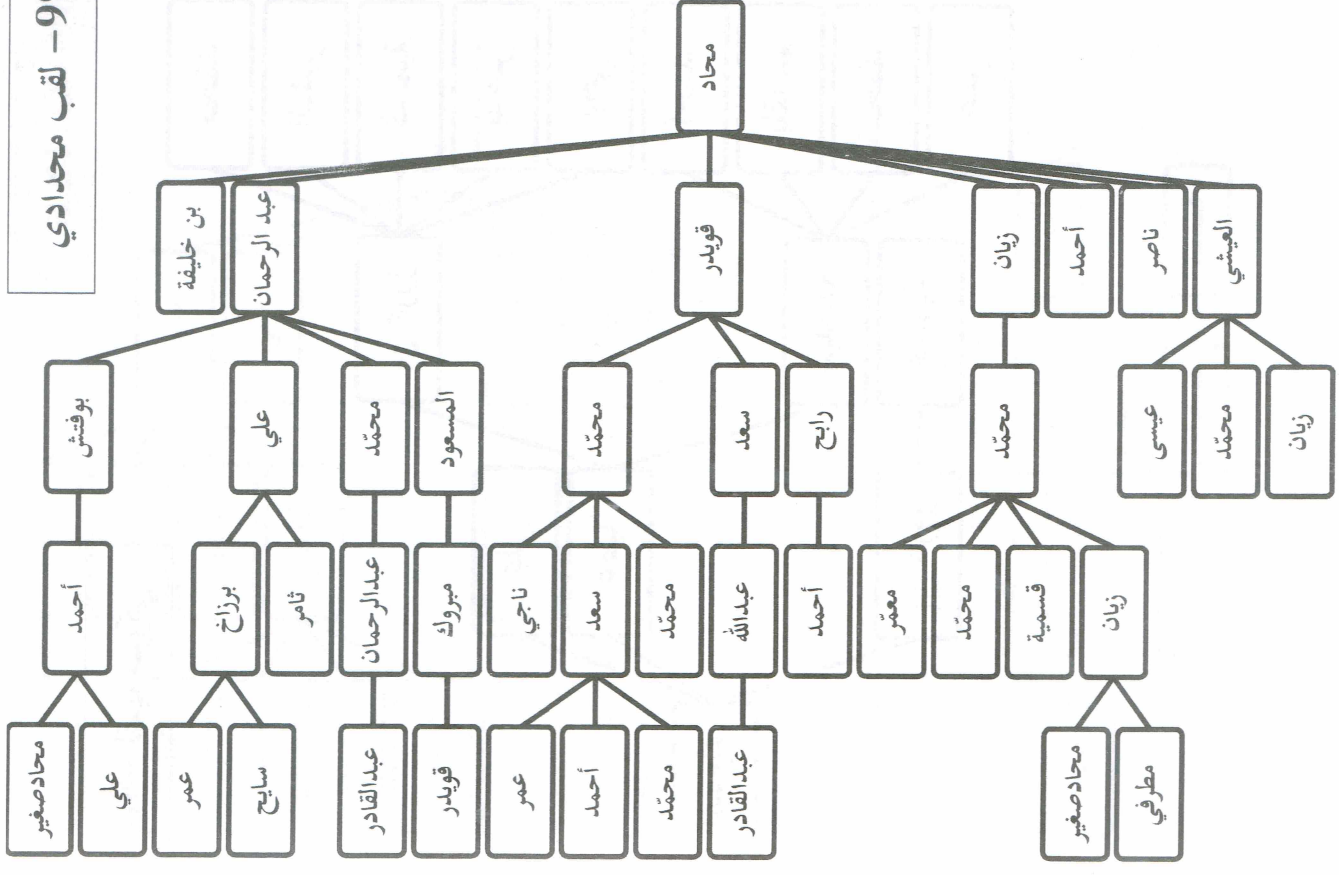 9- لقب محدادي
محاد
بن خليفة
عبد الرحمان
قويدر
زيان
أحمد
ناصر
العيشي
بوفتش
علي
محمّد
المسعود
محمّد
سعد
رابح
محمّد
عيسى
محمّد
زيان
أحمد
برزاخ
ثامر
عبدالرحمان
مبروك
ناجي
سعد
محمّد
عبدالله
أحمد
معمّر
محمّد
قسمية
زيان
محادصغير
علي
عمر
سايح
عبدالقادر
قويدر
عمر
أحمد
محمّد
عبدالقادر
محادصغير
مطرفي